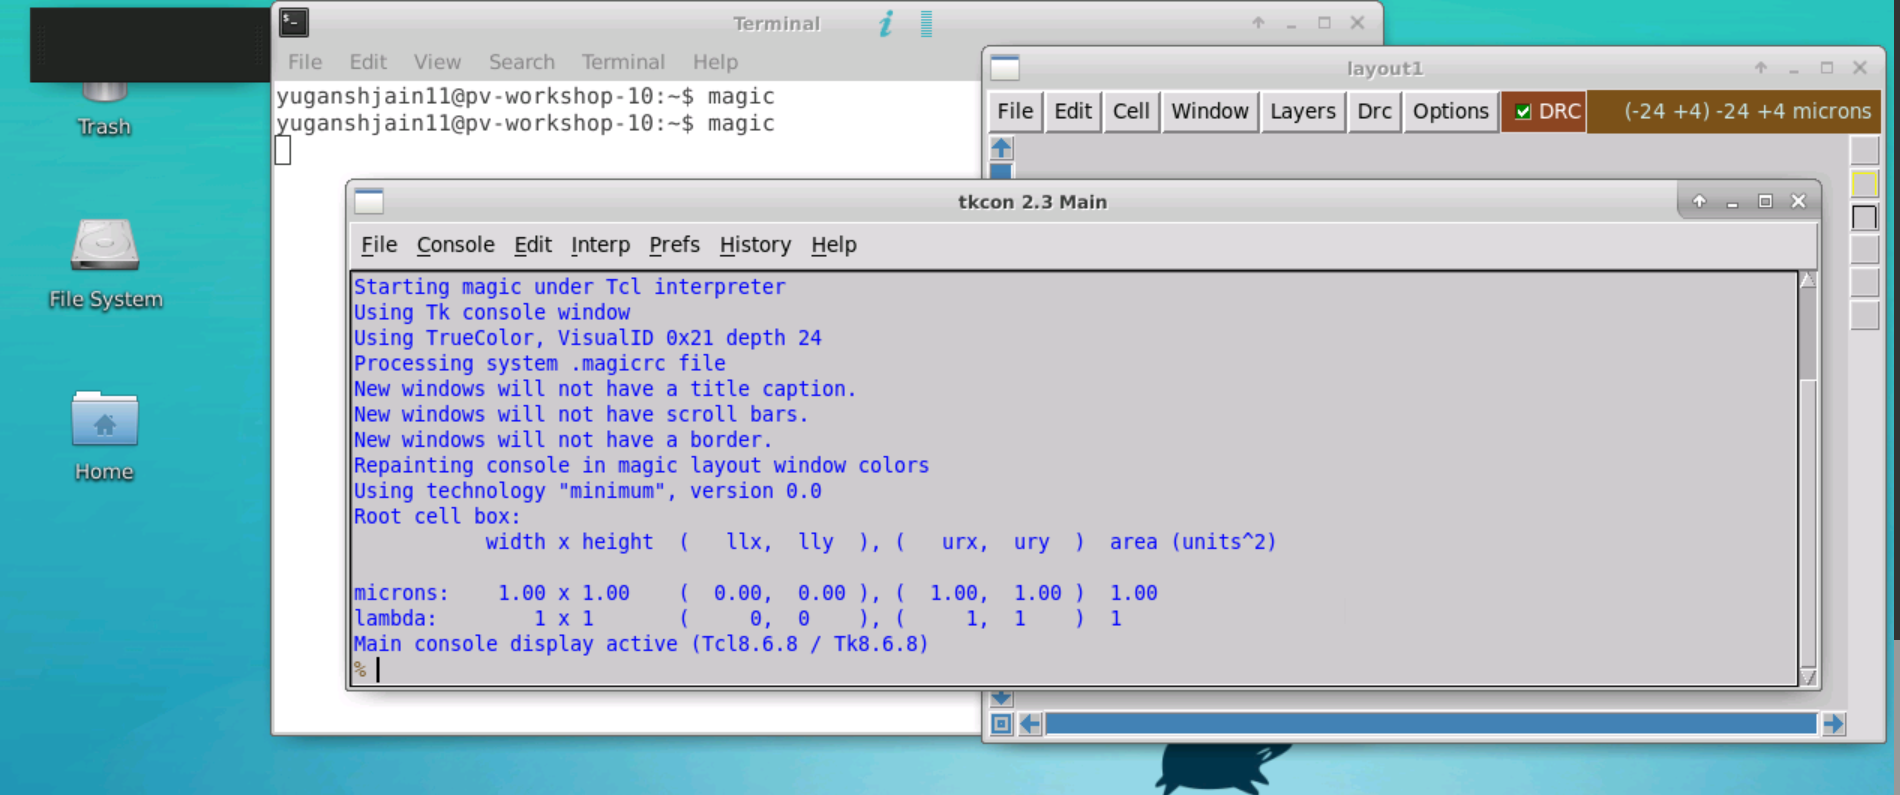 Trash
File System
Home
Terminal
File Edit View Search Terminal Help
yuganshjain11@pv-workshop-10:~$ magic
yuganshjain11@pv-workshop-10:~$ magic
layout1
File Edit Cell Window Layers Drc Options DRC (-24 +4) -24 +4 microns
tkcon 2.3 Main
File Console Edit Interp Prefs History Help
Starting magic under Tcl interpreter
Using Tk console window
Using TrueColor, VisualID 0x21 depth 24
Processing system .magicrc file
New windows will not have a title caption.
New windows will not have scroll bars.
New windows will not have a border.
Repainting console in magic layout window colors
Using technology "minimum", version 0.0
Root cell box:
width x height ( llx, lly ), ( urx, ury ) area (units^2)
microns: 1.00 x 1.00 ( 0.00, 0.00 ), ( 1.00, 1.00 ) 1.00
lambda: 1 x 1 ( 0, 0 ), ( 1, 1 ) 1
Main console display active (Tcl8.6.8 / Tk8.6.8)
%